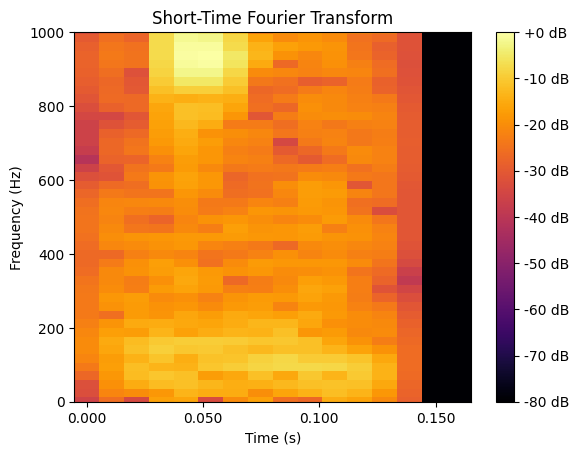 Short-Time Fourier Transform
1000
800
600
400
200
0
Frequency (Hz)
0.000
0.050
0.100
0.150
Time (s)
+0 dB
-10 dB
-20 dB
-30 dB
-40 dB
-50 dB
-60 dB
-70 dB
-80 dB